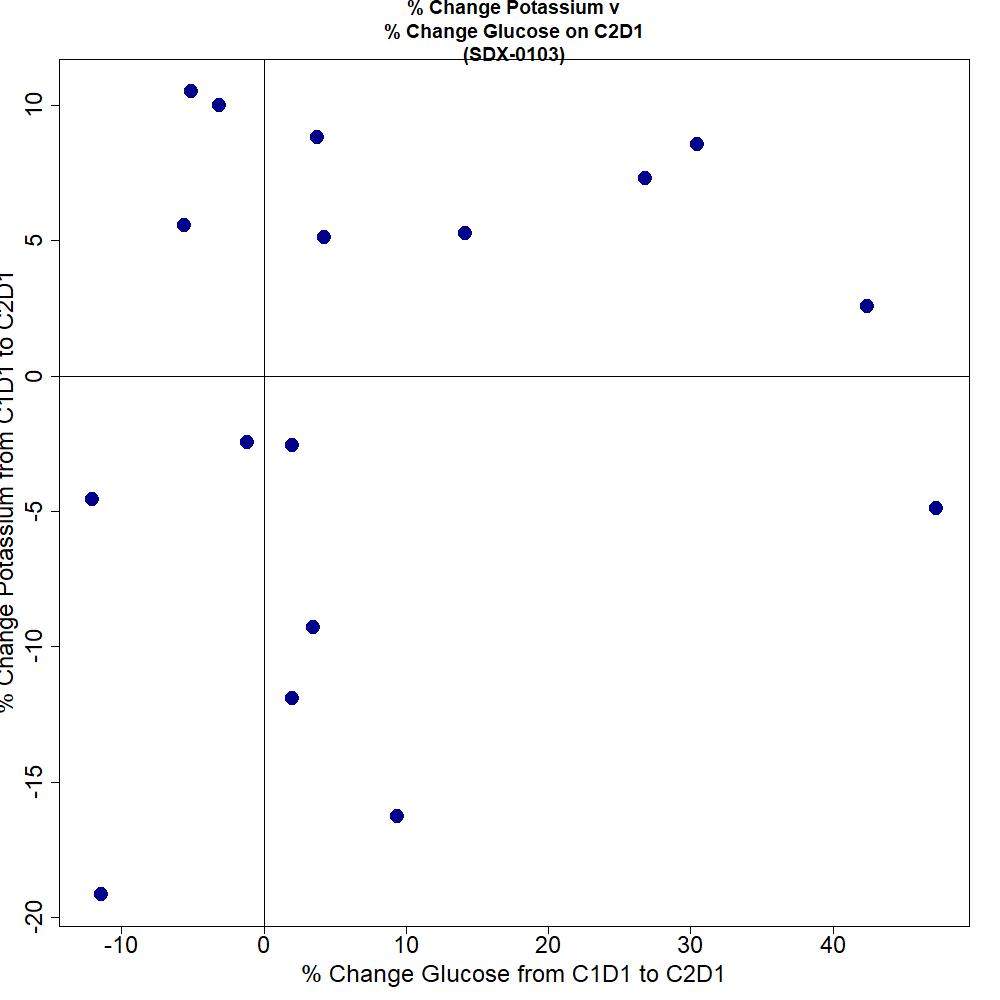 % Change Potassium v
% Change Glucose on C2D1
(SDX-0103)
% Change Potassium from C1D1 to C2D1
10
5
0
-5
-10
-15
-20
-10
0
10
20
30
40
% Change Glucose from C1D1 to C2D1